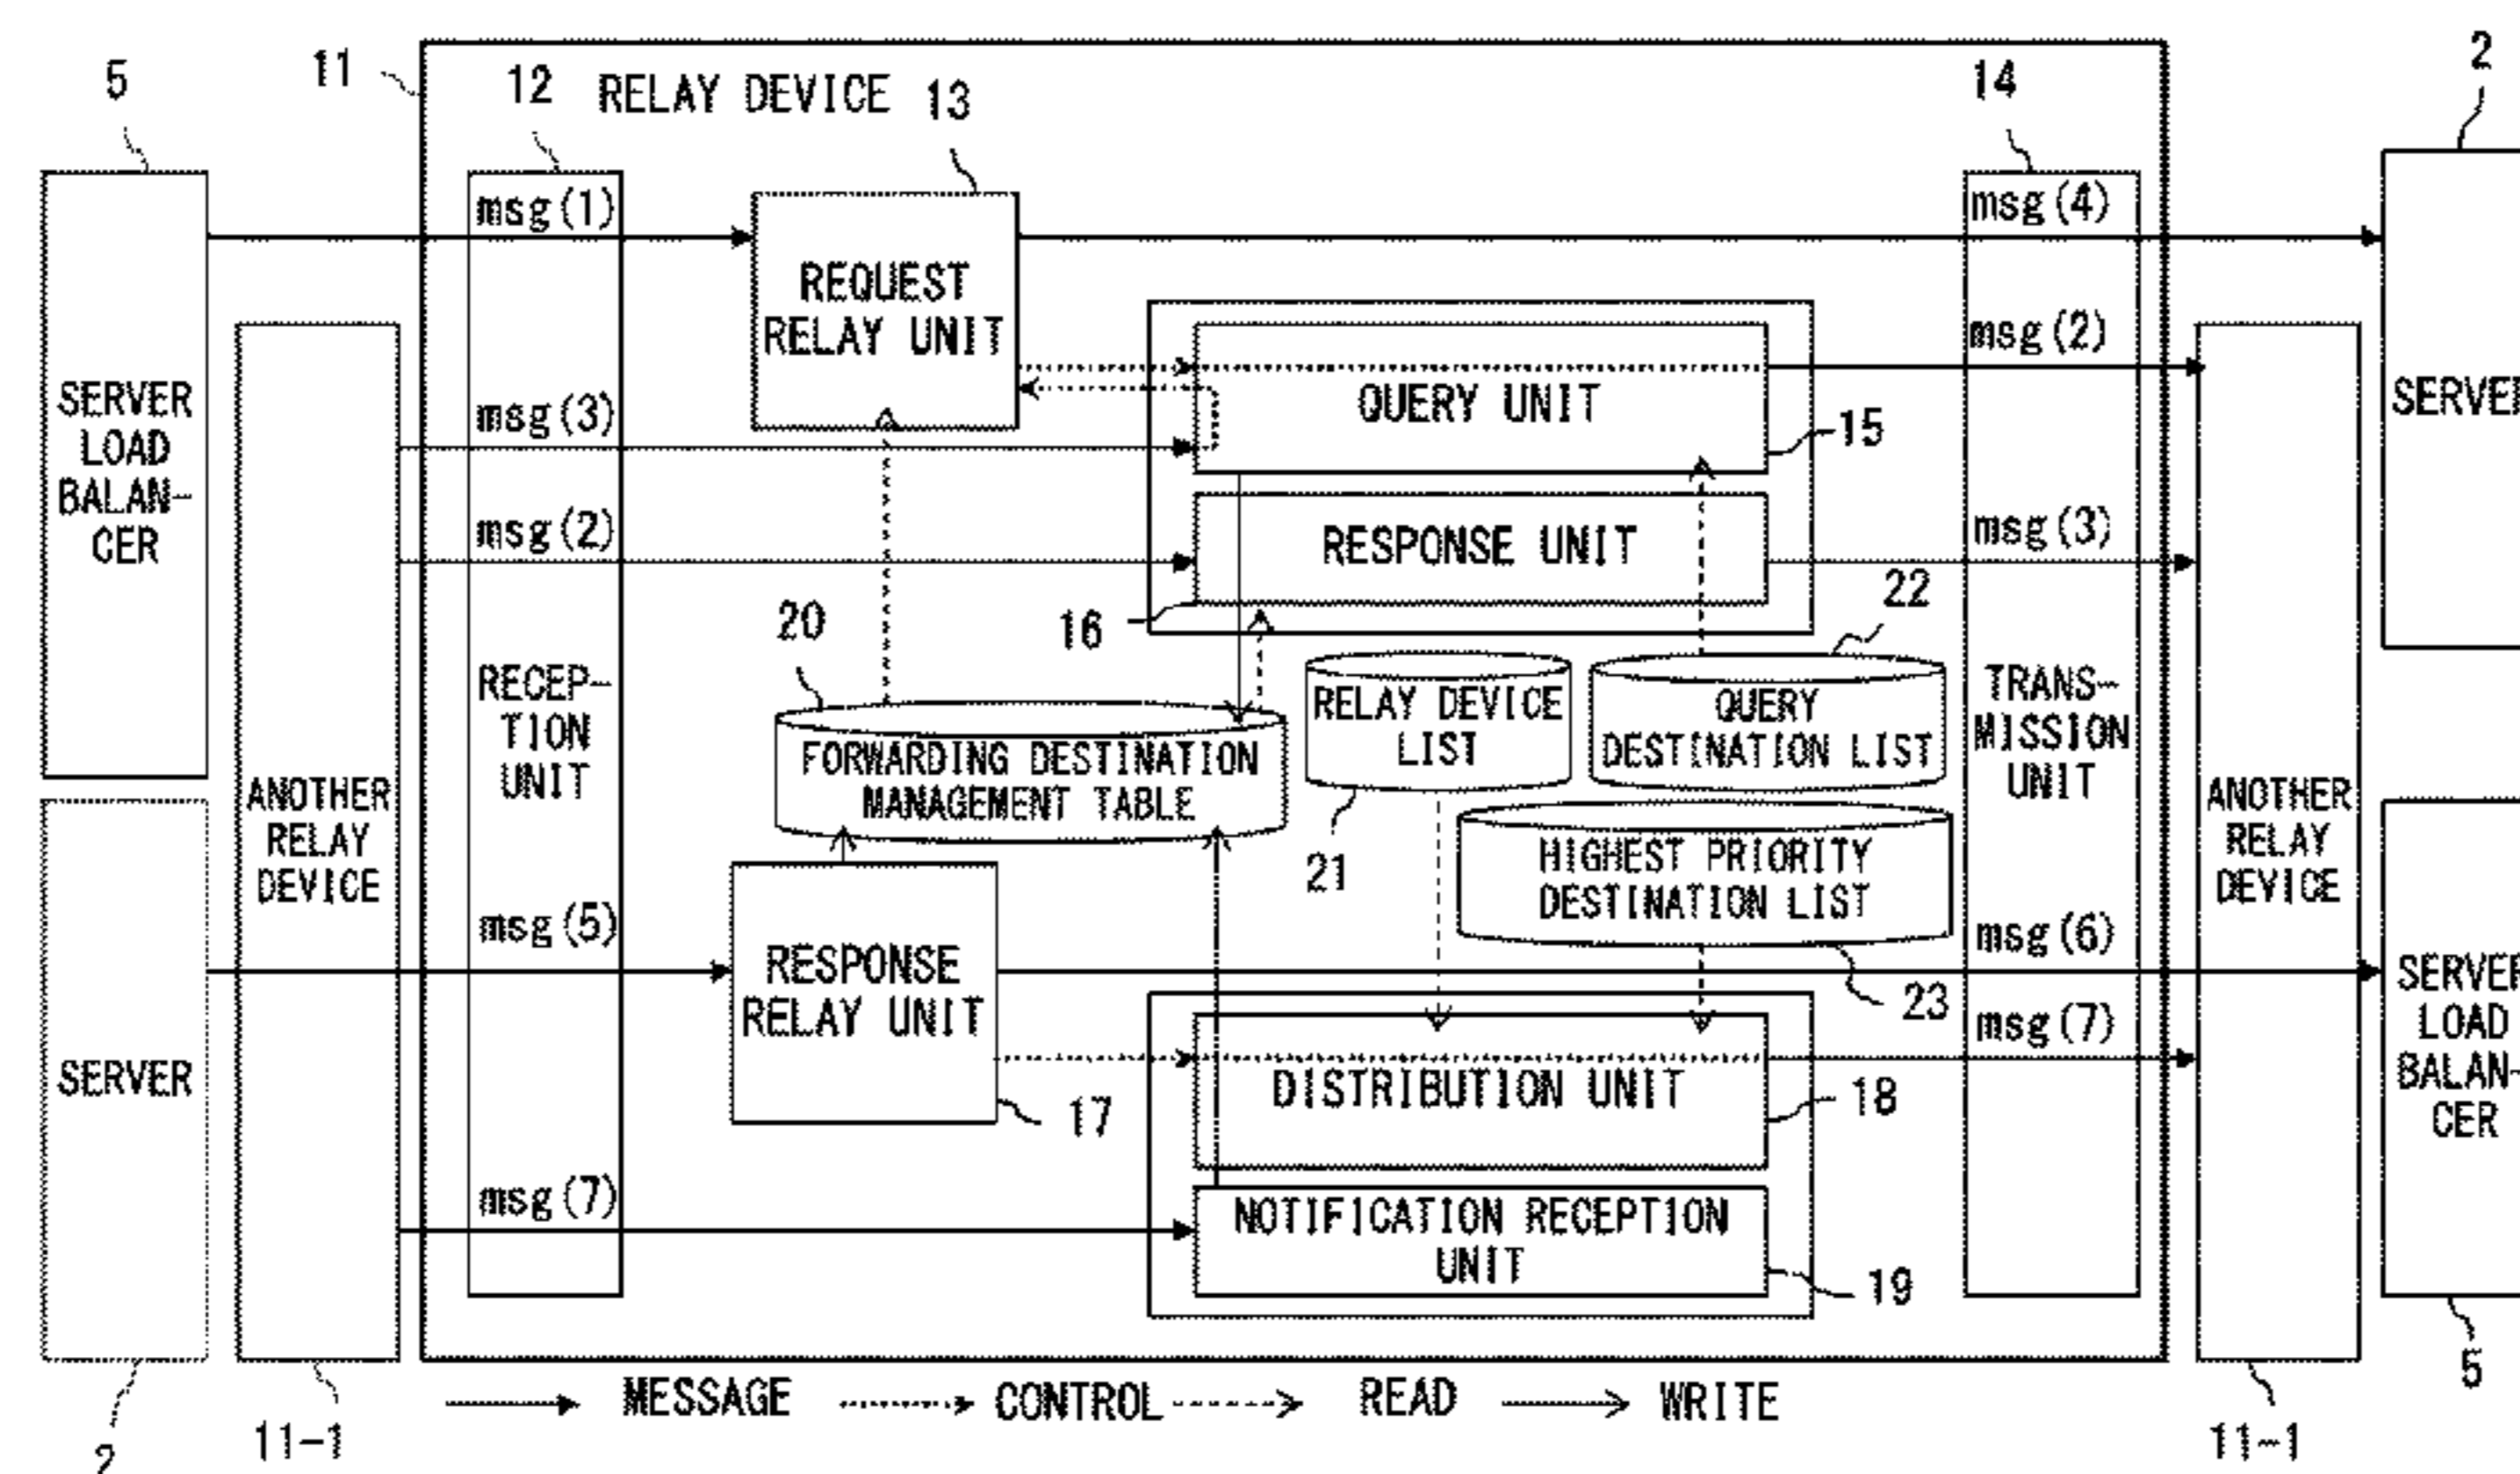 5
11
12
RELAY DEVICE
13
14
2
msg(1)
msg(4)
REQUEST
RELAY UNIT
msg(2)
SERVER
LOAD
BALAN-
CER
msg(3)
QUERY UNIT
15
SERVER
msg(2)
RESPONSE UNIT
msg(3)
16
20
22
RECEP-
TION
UNIT
FORWARDING DESTINATION
MANAGEMENT TABLE
RELAY DEVICE
LIST
QUERY
DESTINATION LIST
TRANS-
MISSION
UNIT
ANOTHER
RELAY
DEVICE
21
HIGHEST PRIORITY
DESTINATION LIST
ANOTHER
RELAY
DEVICE
msg(5)
msg(6)
RESPONSE
RELAY UNIT
23
SERVER
LOAD
BALAN-
CER
msg(7)
SERVER
DISTRIBUTION UNIT
17
18
msg(7)
NOTIFICATION RECEPTION
UNIT
19
MESSAGE
CONTROL
READ
WRITE
2
11-1
11-1
5